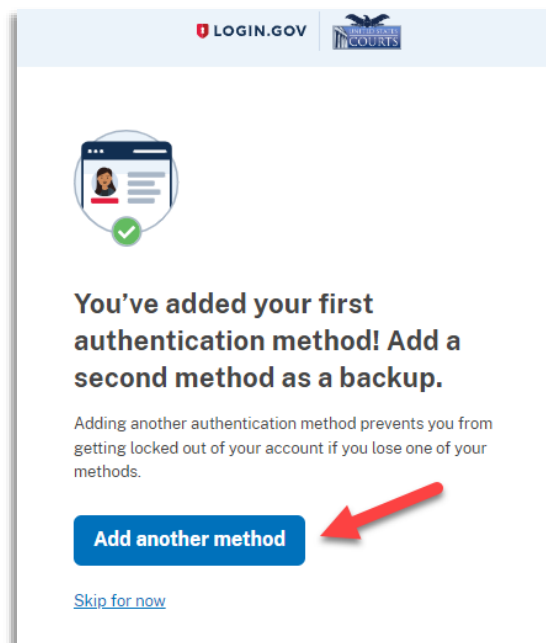 LOGIN.GOV
UNITED STATES
COURTS
You’ve added your first
authentication method! Add a
second method as a backup.
Adding another authentication method prevents you from
getting locked out of your account if you lose one of your
methods.
Add another method
Skip for now